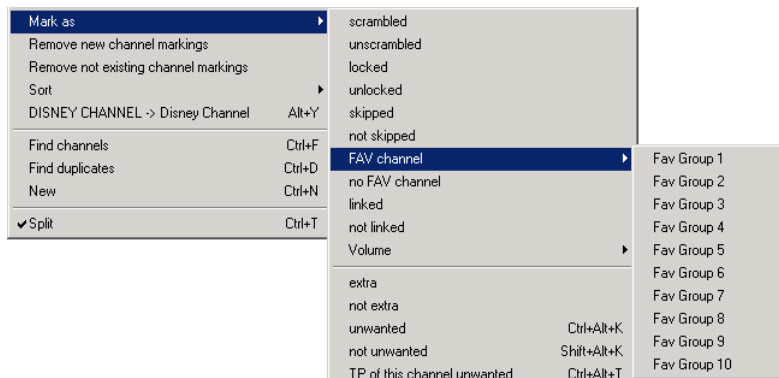 Mark as
Remove new channel markings
Remove not existing channel markings
Sort
DISNEY CHANNEL -> Disney Channel Alt+Y
Find channels Ctrl+F
Find duplicates Ctrl+D
New Ctrl+N
Split Ctrl+T
scrambled
unscrambled
locked
unlocked
skipped
not skipped
FAV channel
no FAV channel
linked
not linked
Volume
extra
not extra
unwanted Ctrl+Alt+K
not unwanted Shift+Alt+K
TP of this channel unwanted Ctrl+Alt+T
Fav Group 1
Fav Group 2
Fav Group 3
Fav Group 4
Fav Group 5
Fav Group 6
Fav Group 7
Fav Group 8
Fav Group 9
Fav Group 10